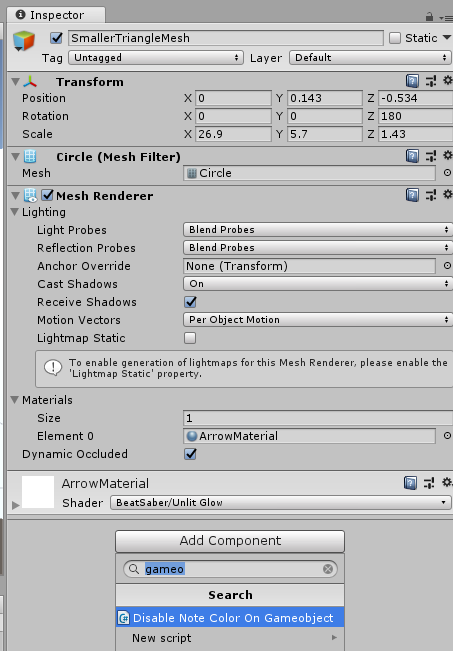 Inspector
SmallerTriangleMesh Static
Tag Untagged Layer Default
Transform
Position X 0 Y 0.143 Z -0.534
Rotation X 0 Y 0 Z 180
Scale X 26.9 Y 5.7 Z 1.43
Circle (Mesh Filter)
Mesh Circle
Mesh Renderer
Lighting
Light Probes Blend Probes
Reflection Probes Blend Probes
Anchor Override None (Transform)
Cast Shadows On
Receive Shadows
Motion Vectors Per Object Motion
Lightmap Static
To enable generation of lightmaps for this Mesh Renderer, please enable the
'Lightmap Static' property.
Materials
Size 1
Element 0 ArrowMaterial
Dynamic Occluded
ArrowMaterial
Shader BeatSaber/Unlit Glow
Add Component
gameo
Search
Disable Note Color On Gameobject
New script